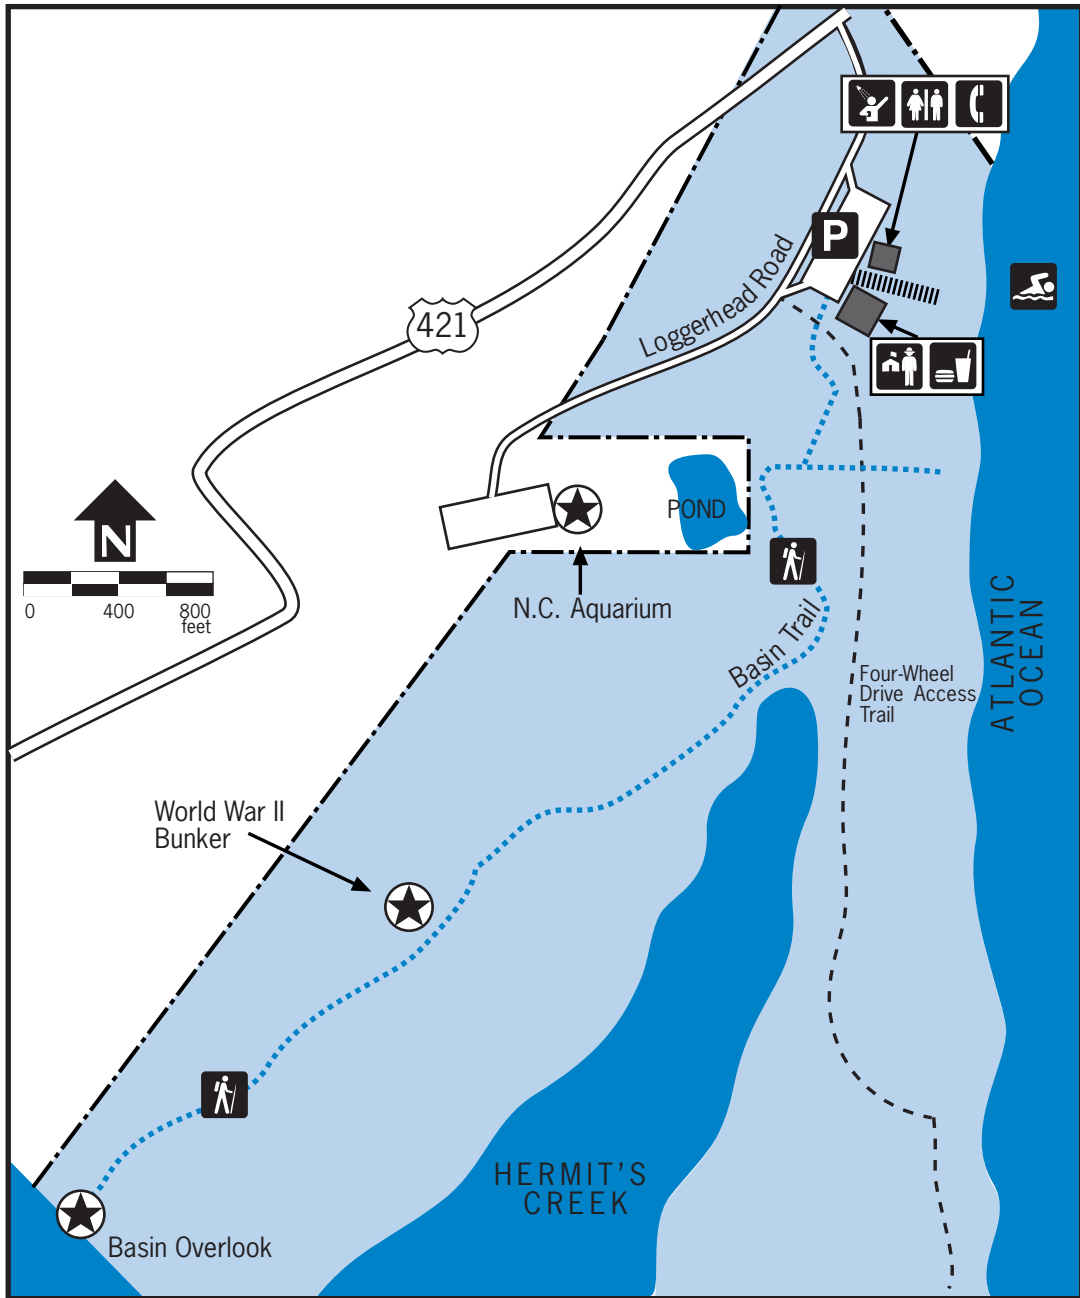 P
421
Loggerhead Road
POND
N
0 400 800
feet
N.C. Aquarium
Basin Trail
ATLANTIC
OCEAN
Four-Wheel
Drive Access
Trail
World War II
Bunker
HERMIT'S
CREEK
Basin Overlook